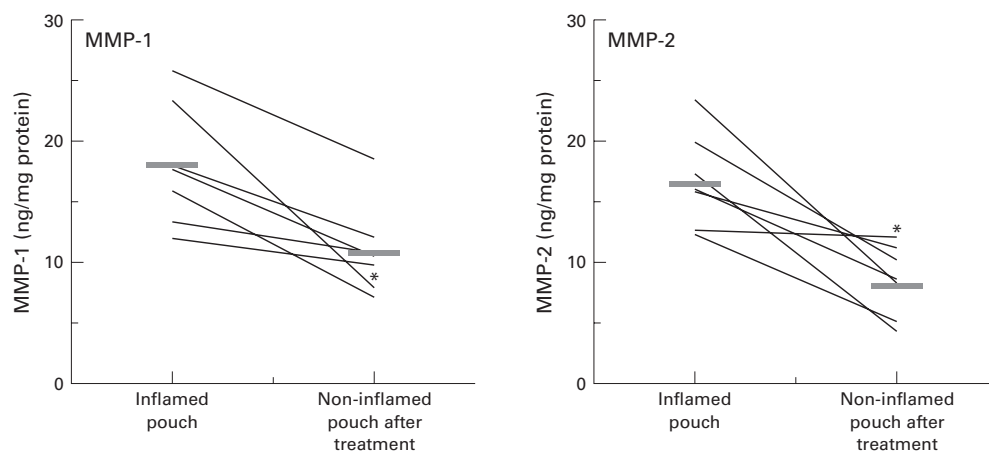 30
MMP-1
20
10
0
MMP-1 (ng/mg protein)
*
Inflamed
pouch
Non-inflamed
pouch after
treatment
30
MMP-2
20
10
0
MMP-2 (ng/mg protein)
*
Inflamed
pouch
Non-inflamed
pouch after
treatment